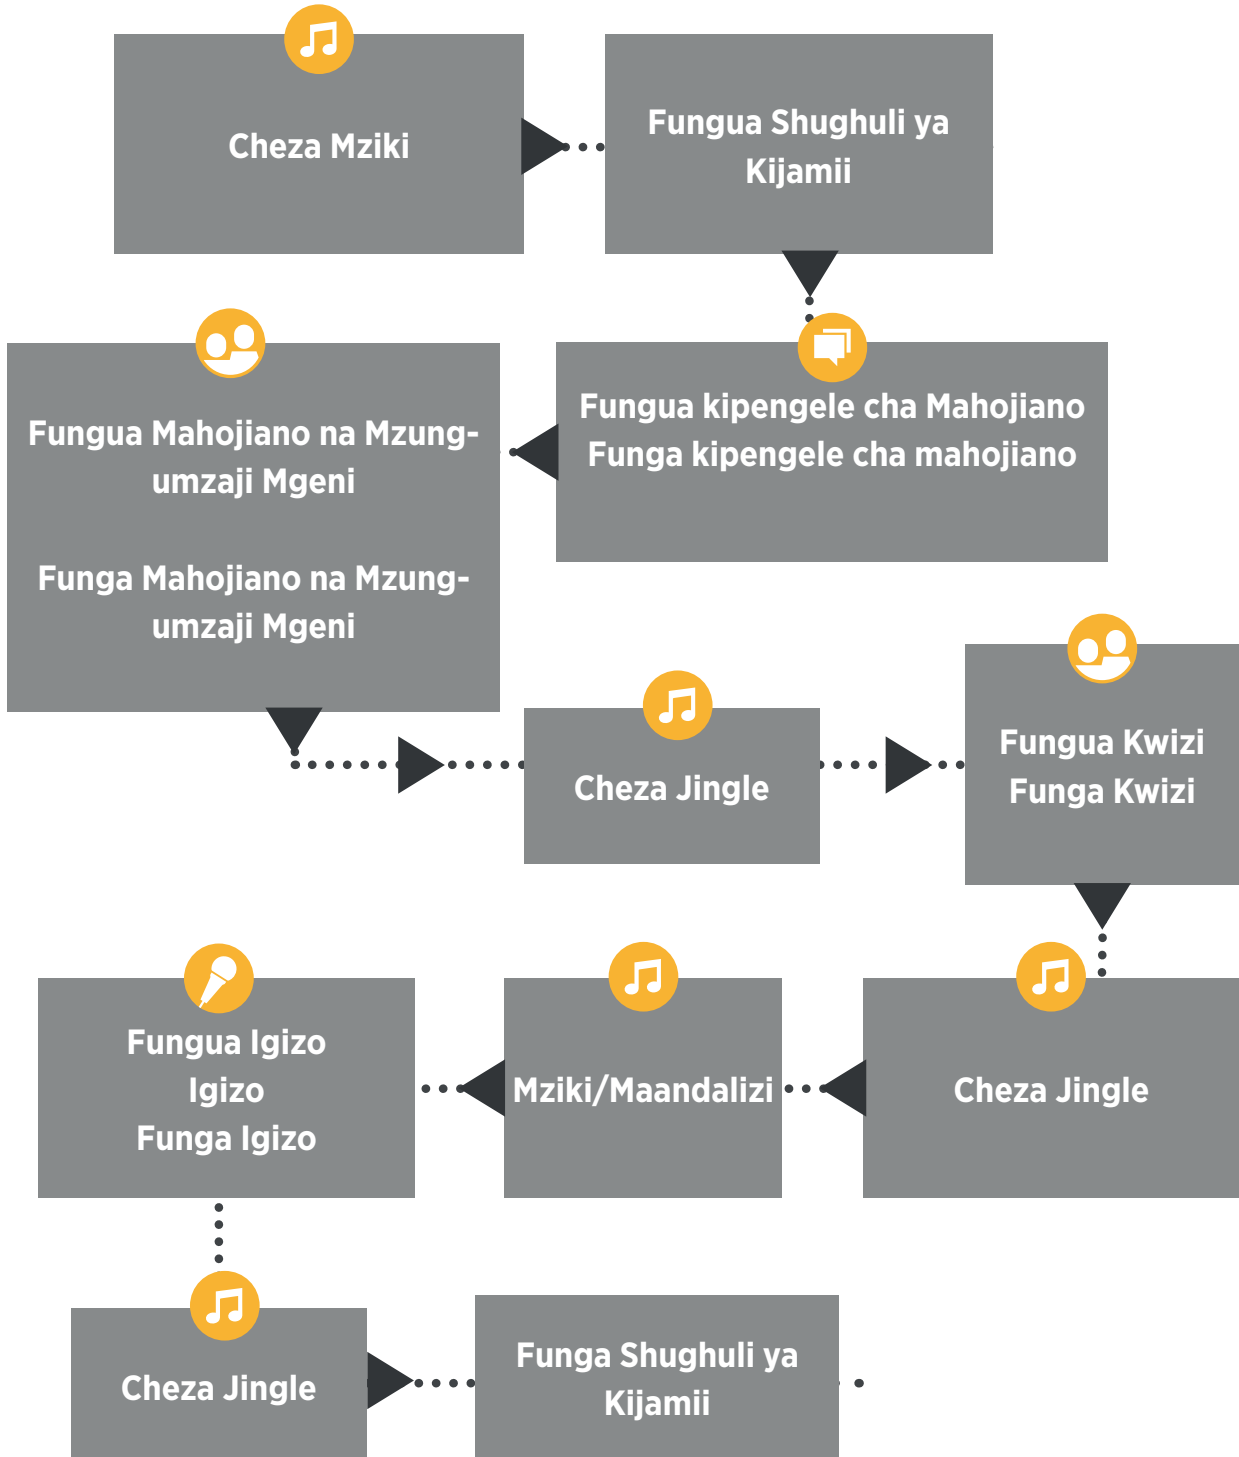 Cheza Mziki
Fungua Shughuli ya
Kijamii
Fungua kipengele cha Mahojiano
Funga kipengele cha mahojiano
Fungua Mahojiano na Mzung-
umzaji Mgeni
Funga Mahojiano na Mzung-
umzaji Mgeni
Cheza Jingle
Fungua Kwizi
Funga Kwizi
Cheza Jingle
Mziki/Maandalizi
Fungua Igizo
Igizo
Funga Igizo
Cheza Jingle
Funga Shughuli ya
Kijamii